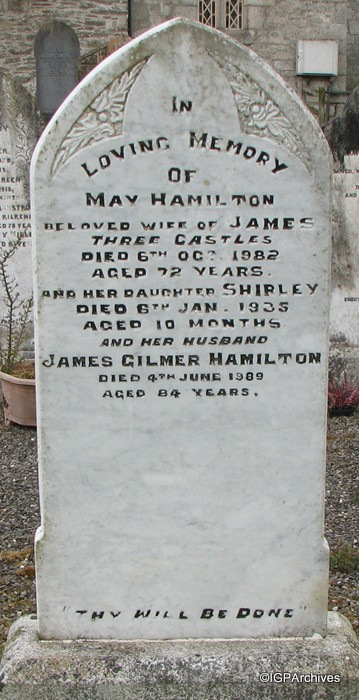 In
Loving Memory
of
May Hamilton
beloved wife of James
Three Castles
died 6th Oct. 1982
aged 72 years.
and her daughter Shirley
died 6th Jan. 1935
aged 10 months
and her husband
James Gilmer Hamilton
died 4th June 1989
aged 84 years.
"Thy Will Be Done"
©IGPArchives